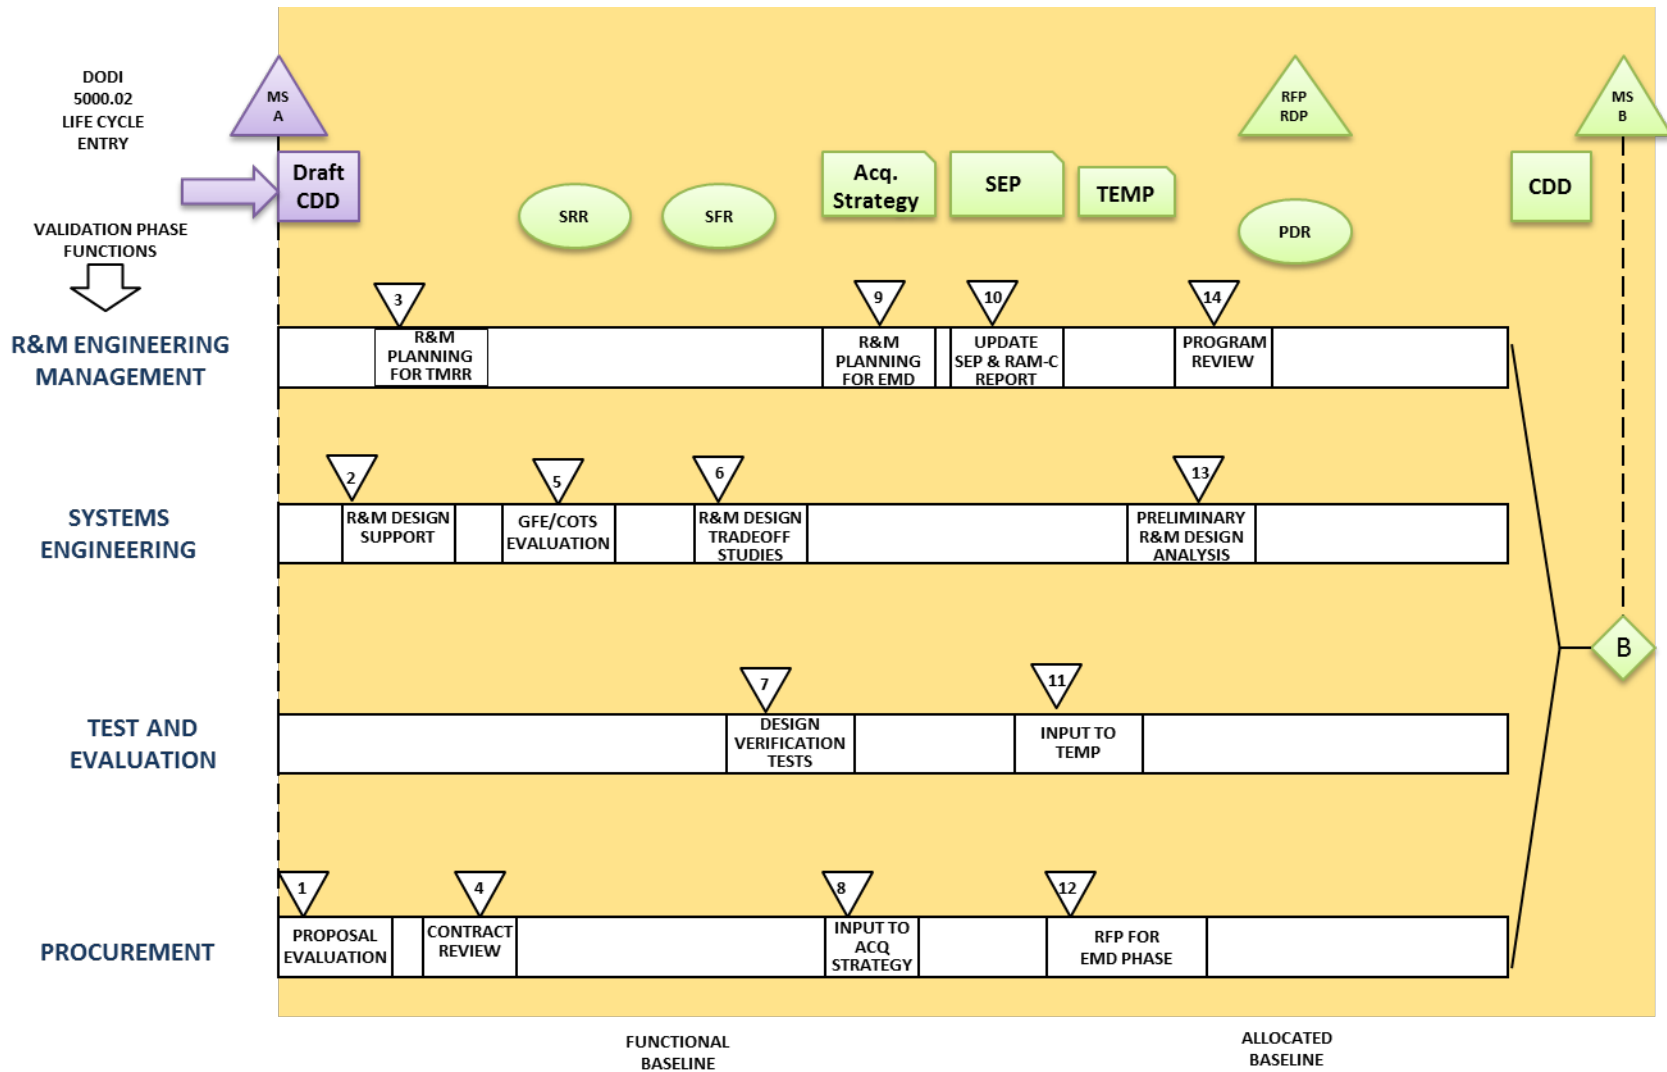 DODI
5000.02
LIFE CYCLE
ENTRY
MS
A
RFP
RDP
MS
B
Draft
CDD
SRR
SFR
Acq.
Strategy
SEP
TEMP
PDR
CDD
VALIDATION PHASE
FUNCTIONS
3
9
10
14
R&M ENGINEERING
MANAGEMENT
R&M
PLANNING
FOR TMRR
R&M
PLANNING
FOR EMD
UPDATE
SEP & RAM-C
REPORT
PROGRAM
REVIEW
2
5
6
13
SYSTEMS
ENGINEERING
R&M DESIGN
SUPPORT
GFE/COTS
EVALUATION
R&M DESIGN
TRADEOFF
STUDIES
PRELIMINARY
R&M DESIGN
ANALYSIS
B
7
11
TEST AND
EVALUATION
DESIGN
VERIFICATION
TESTS
INPUT TO
TEMP
1
4
8
12
PROCUREMENT
PROPOSAL
EVALUATION
CONTRACT
REVIEW
INPUT TO
ACQ
STRATEGY
RFP FOR
EMD PHASE
FUNCTIONAL
BASELINE
ALLOCATED
BASELINE